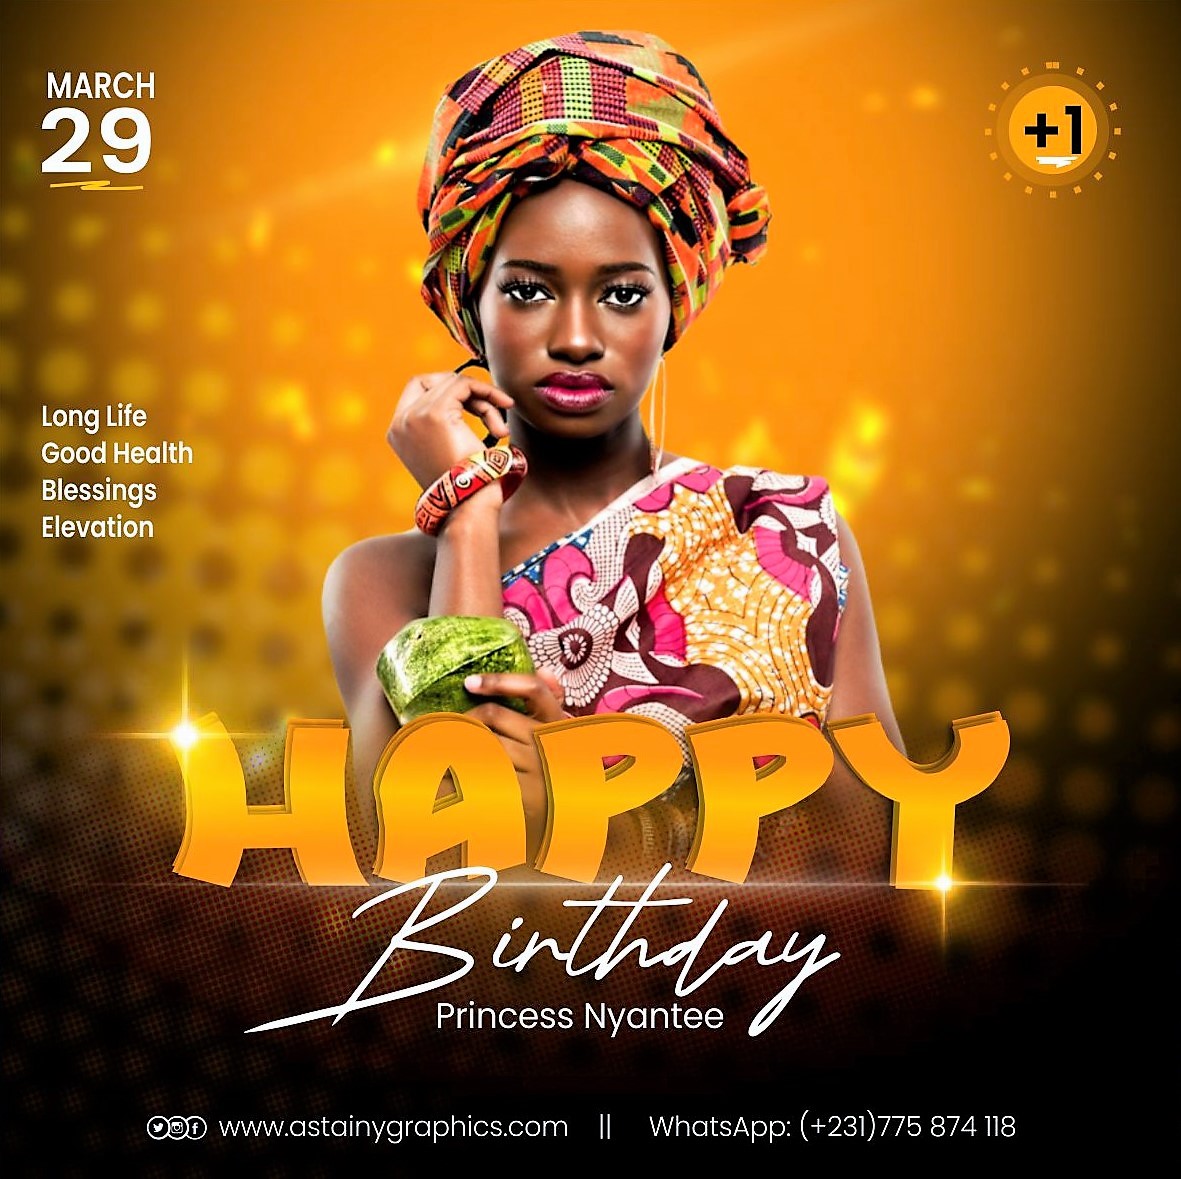 MARCH
29
+1
Long Life
Good Health
Blessings
Elevation
HAPPY
Birthday
Princess Nyantee
www.astainygraphics.com || WhatsApp: (+231)775 874 118